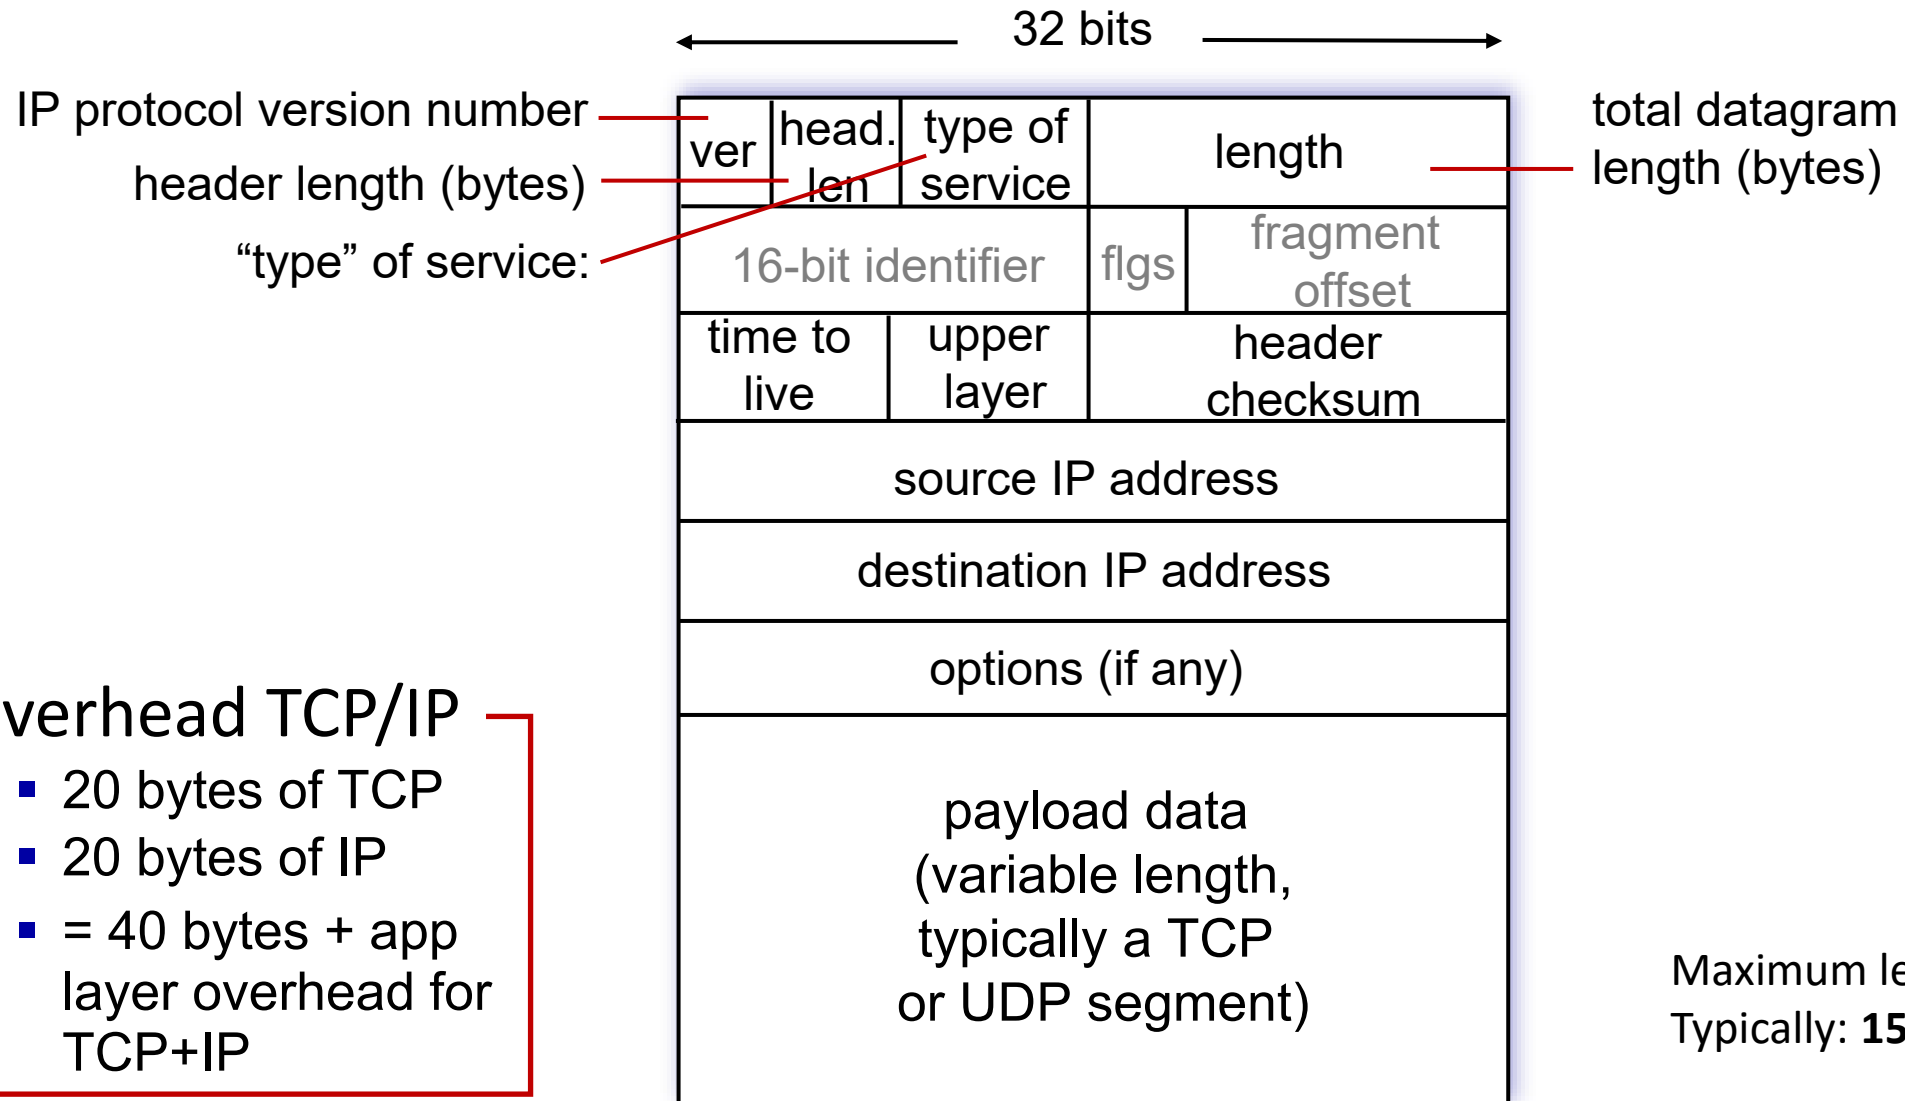 32 bits
IP protocol version number
header length (bytes)
“type” of service:
ver
head.
len
type of
service
length
total datagram
length (bytes)
16-bit identifier
flgs
fragment
offset
time to
live
upper
layer
header
checksum
source IP address
destination IP address
options (if any)
payload data
(variable length,
typically a TCP
or UDP segment)
verhead TCP/IP
▪ 20 bytes of TCP
▪ 20 bytes of IP
▪ = 40 bytes + app
layer overhead for
TCP+IP
Maximum
Typically: